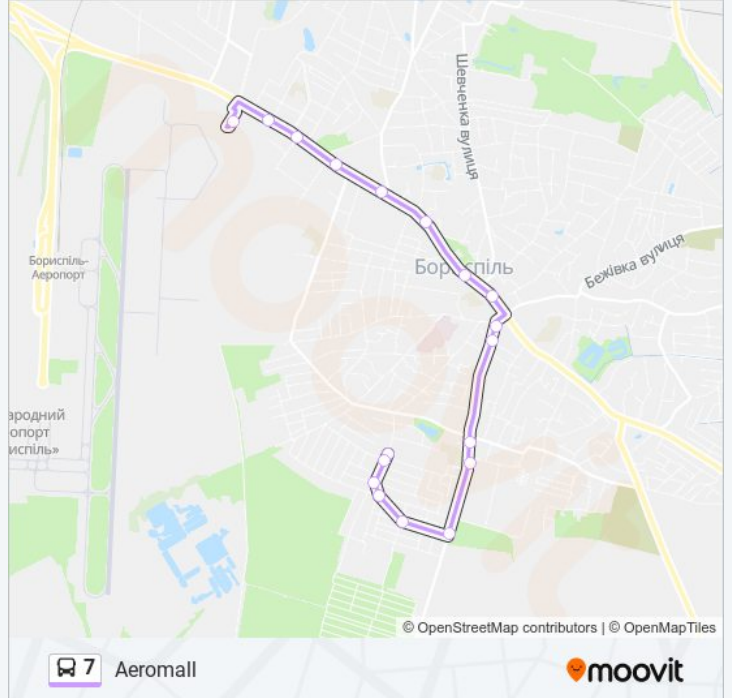 Шевченка вулиця
Бориспіль-
Аеропорт
Бориспіль
Бежівка вулиця
ародний
опорт
испіль»
© OpenStreetMap contributors | © OpenMapTiles
7 Aeromall
moovit